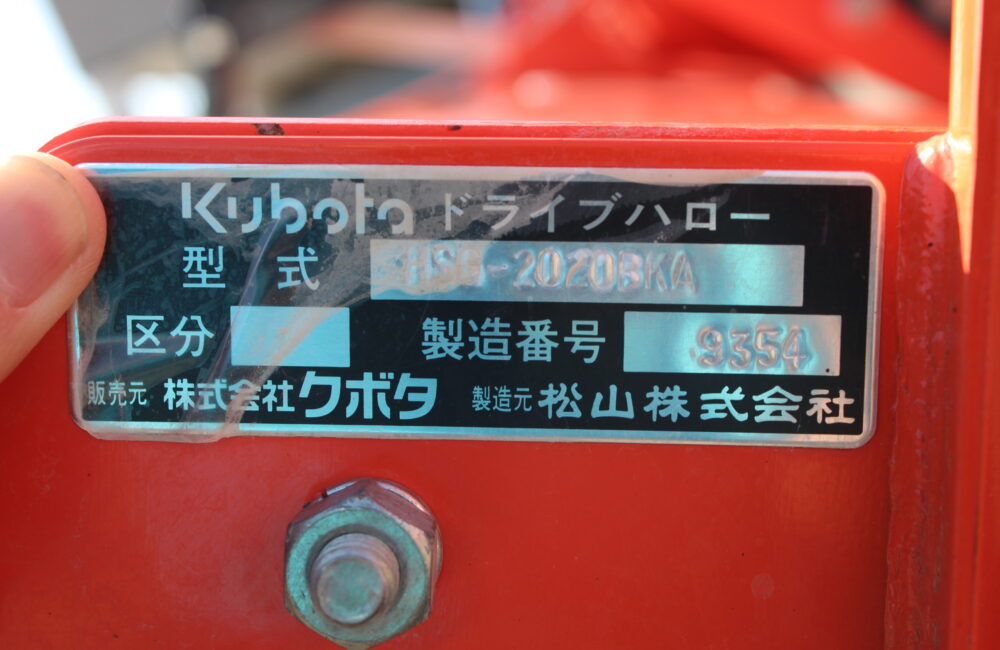 Kubota ドライブハロー
型式 HSG-2020BKA
区分 製造番号 9354
販売元 株式会社クボタ 製造元 松山株式会社